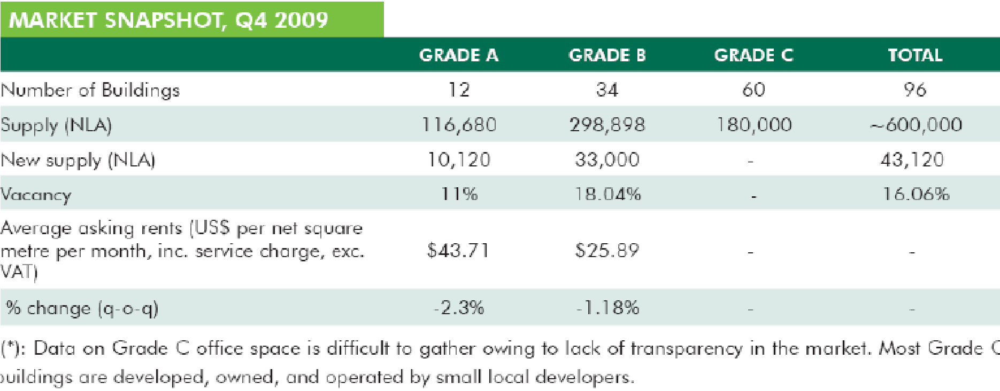 MARKET SNAPSHOT, Q4 2009
GRADE A GRADE B GRADE C TOTAL
Number of Buildings 12 34 60 96
Supply (NLA) 116,680 298,898 180,000 ~600,000
New supply (NLA) 10,120 33,000 - 43,120
Vacancy 11% 18.04% - 16.06%
Average asking rents (US$ per net square
metre per month, inc. service charge, exc. $43.71 $25.89 - -
VAT)
% change (q-o-q) -2.3% -1.18% - -
(*): Data on Grade C office space is difficult to gather owing to lack of transparency in the market. Most Grade C
buildings are developed, owned, and operated by small local developers.